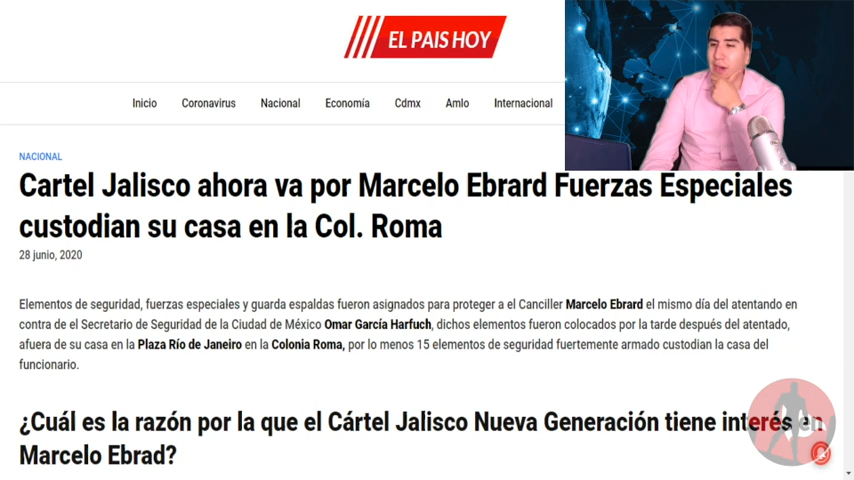 EL PAIS HOY
Inicio Coronavirus Nacional Economía Cdmx Amlo Internacional
NACIONAL
Cartel Jalisco ahora va por Marcelo Ebrard Fuerzas Especiales
custodian su casa en la Col. Roma
28 junio, 2020
Elementos de seguridad, fuerzas especiales y guarda espaldas fueron asignados para proteger a el Canciller Marcelo Ebrard el mismo día del atentando en
contra de el Secretario de Seguridad de la Ciudad de México Omar García Harfuch, dichos elementos fueron colocados por la tarde después del atentado,
afuera de su casa en la Plaza Río de Janeiro en la Colonia Roma, por lo menos 15 elementos de seguridad fuertemente armado custodian la casa del
funcionario.
¿Cuál es la razón por la que el Cártel Jalisco Nueva Generación tiene interés en
Marcelo Ebrad?